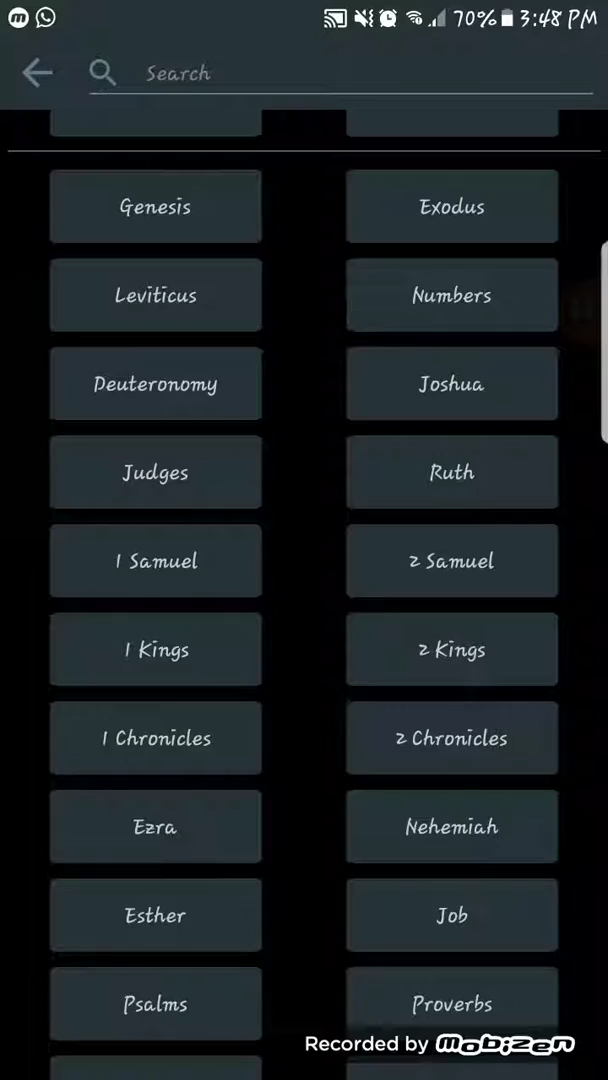 70% 3:48 PM
Search
Genesis Exodus
Leviticus Numbers
Deuteronomy Joshua
Judges Ruth
1 Samuel 2 Samuel
1 Kings 2 Kings
1 Chronicles 2 Chronicles
Ezra Nehemiah
Esther Job
Psalms Proverbs
Recorded by mobizen